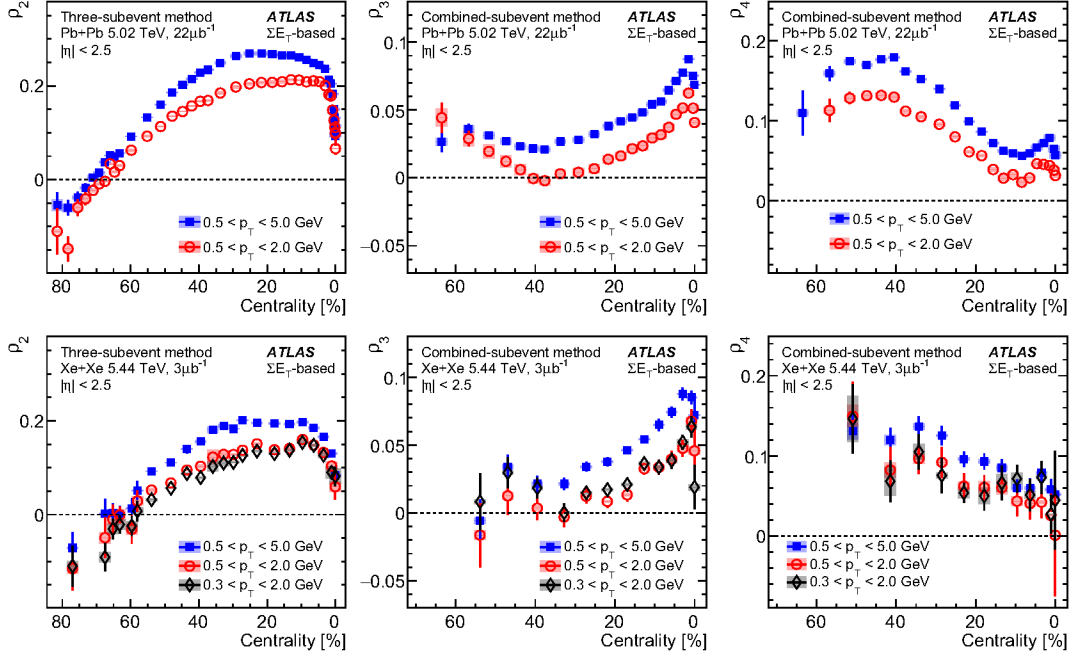 ρ₂
Three-subevent method ATLAS
Pb+Pb 5.02 TeV, 22μb⁻¹ ΣE_T-based
|η| < 2.5
0.2
0
0.5 < p_T < 5.0 GeV
0.5 < p_T < 2.0 GeV
80 60 40 20 0
Centrality [%]
ρ₃
Combined-subevent method ATLAS
Pb+Pb 5.02 TeV, 22μb⁻¹ ΣE_T-based
|η| < 2.5
0.1
0.05
0
−0.05
0.5 < p_T < 5.0 GeV
0.5 < p_T < 2.0 GeV
60 40 20 0
Centrality [%]
ρ₄
Combined-subevent method ATLAS
Pb+Pb 5.02 TeV, 22μb⁻¹ ΣE_T-based
|η| < 2.5
0.2
0.1
0
0.5 < p_T < 5.0 GeV
0.5 < p_T < 2.0 GeV
60 40 20 0
Centrality [%]
ρ₂
Three-subevent method ATLAS
Xe+Xe 5.44 TeV, 3μb⁻¹ ΣE_T-based
|η| < 2.5
0.2
0
0.5 < p_T < 5.0 GeV
0.5 < p_T < 2.0 GeV
0.3 < p_T < 2.0 GeV
80 60 40 20 0
Centrality [%]
ρ₃
Combined-subevent method ATLAS
Xe+Xe 5.44 TeV, 3μb⁻¹ ΣE_T-based
|η| < 2.5
0.1
0.05
0
−0.05
0.5 < p_T < 5.0 GeV
0.5 < p_T < 2.0 GeV
0.3 < p_T < 2.0 GeV
60 40 20 0
Centrality [%]
ρ₄
Combined-subevent method ATLAS
Xe+Xe 5.44 TeV, 3μb⁻¹ ΣE_T-based
|η| < 2.5
0.2
0.1
0
0.5 < p_T < 5.0 GeV
0.5 < p_T < 2.0 GeV
0.3 < p_T < 2.0 GeV
60 40 20 0
Centrality [%]